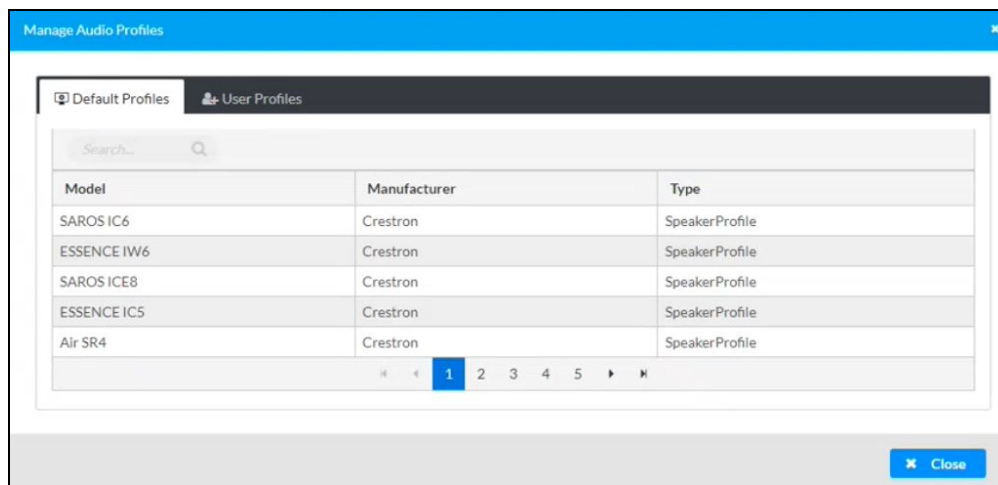 Manage Audio Profiles
Default Profiles User Profiles
Search...
Model Manufacturer Type
SAROS IC6 Crestron SpeakerProfile
ESSENCE IW6 Crestron SpeakerProfile
SAROS ICE8 Crestron SpeakerProfile
ESSENCE IC5 Crestron SpeakerProfile
Air SR4 Crestron SpeakerProfile
1 2 3 4 5
Close